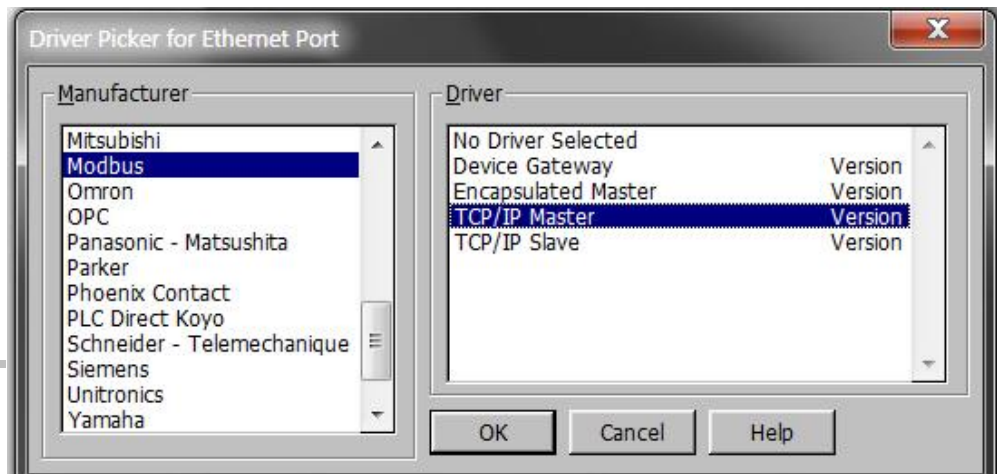 Driver Picker for Ethernet Port
Manufacturer
Mitsubishi
Modbus
Omron
OPC
Panasonic - Matsushita
Parker
Phoenix Contact
PLC Direct Koyo
Schneider - Telemechanique
Siemens
Unitronics
Yamaha
Driver
No Driver Selected
Device Gateway Version
Encapsulated Master Version
TCP/IP Master Version
TCP/IP Slave Version
OK Cancel Help